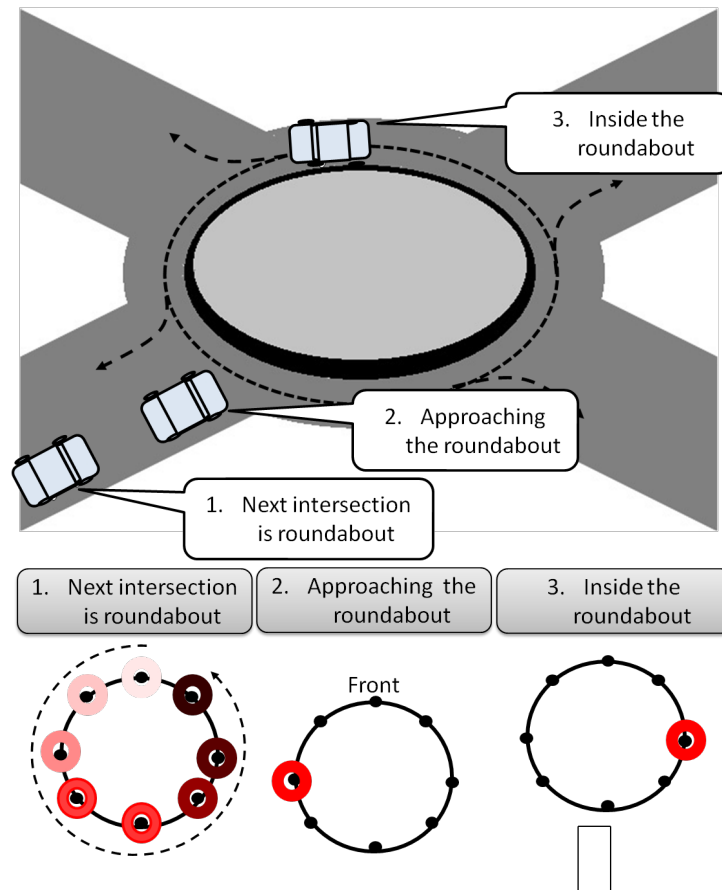 3. Inside the
roundabout
2. Approaching
the roundabout
1. Next intersection
is roundabout
1. Next intersection
is roundabout
2. Approaching the
roundabout
3. Inside the
roundabout
Front